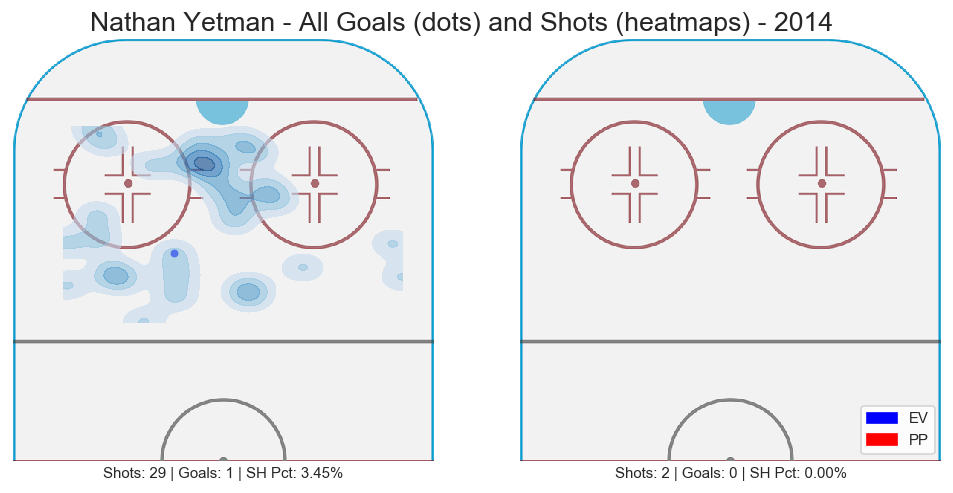 Nathan Yetman - All Goals (dots) and Shots (heatmaps) - 2014
EV
PP
Shots: 29 | Goals: 1 | SH Pct: 3.45%
Shots: 2 | Goals: 0 | SH Pct: 0.00%